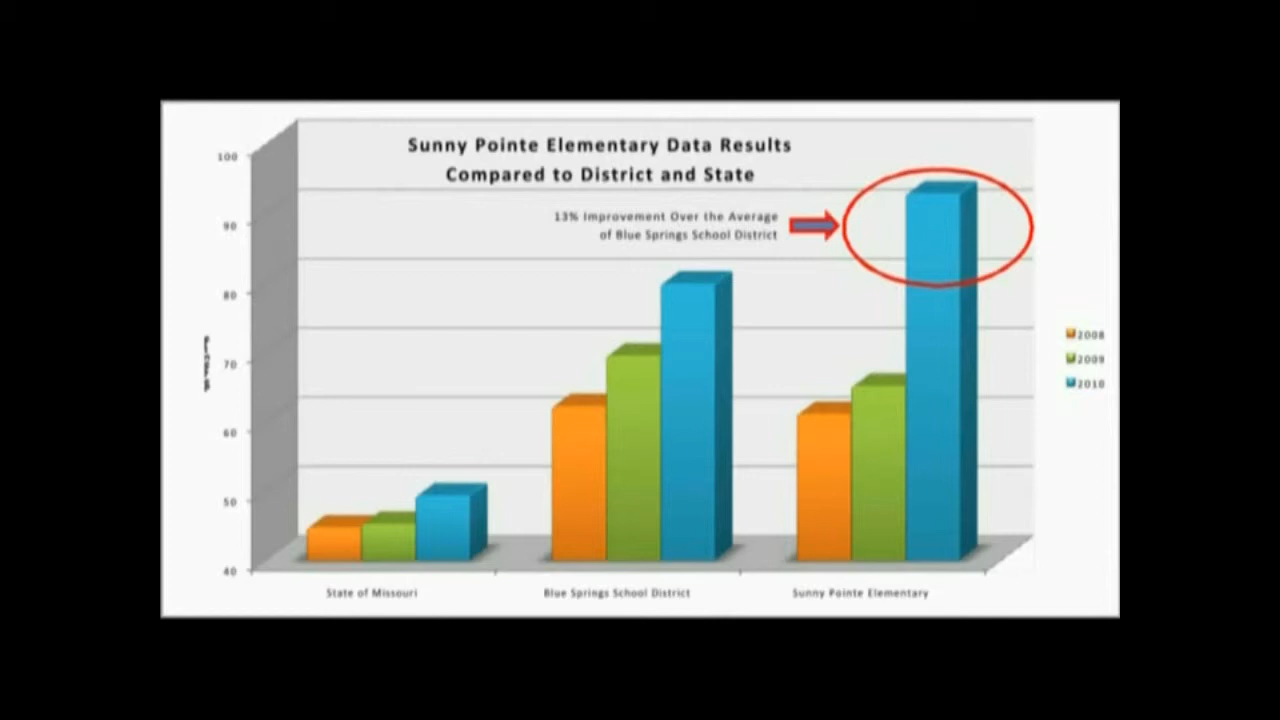 Sunny Pointe Elementary Data Results
Compared to District and State
13% Improvement Over the Average
of Blue Springs School District
100
90
80
70
60
50
40
2008
2009
2010
State of Missouri
Blue Springs School District
Sunny Pointe Elementary